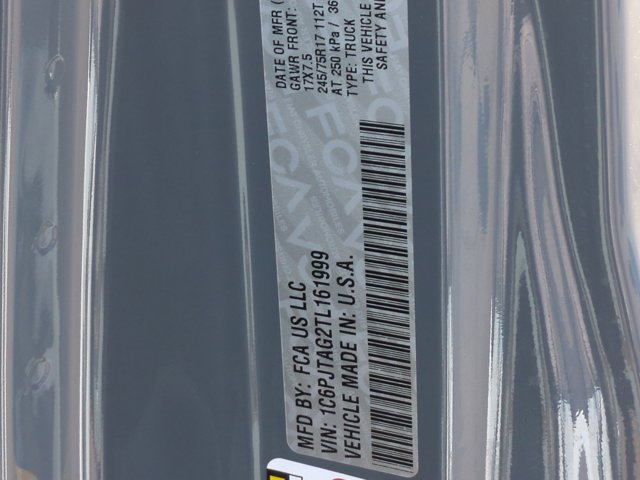 MFD BY: FCA US LLC
VIN: 1C6PJTAG2TL161999
VEHICLE MADE IN: U.S.A.
DATE OF MFR (
GAWR FRONT:
17X7.5
245/75R17 112T
AT 250 kPa / 36
TYPE: TRUCK
THIS VEHICLE
SAFETY AND